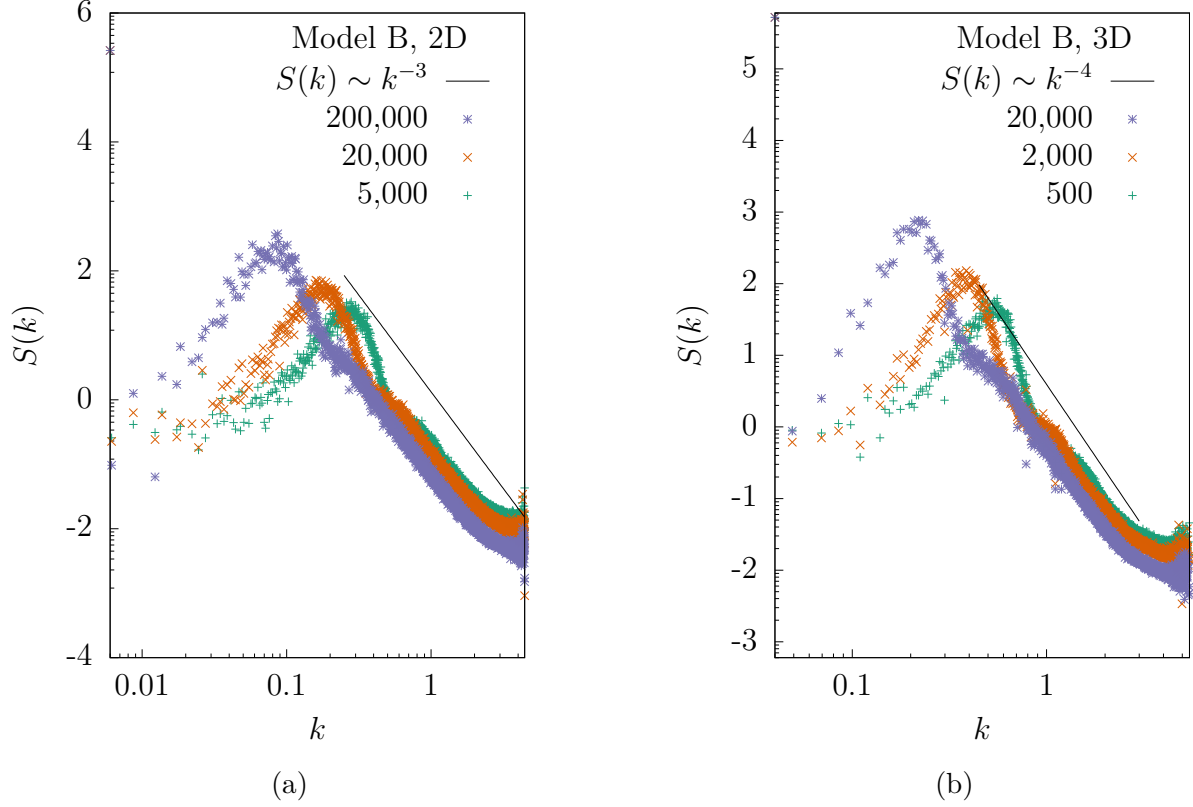 Model B, 2D
S(k) ∼ k⁻³
200,000
20,000
5,000
6
4
2
0
-2
-4
S(k)
0.01
0.1
1
k
(a)
Model B, 3D
S(k) ∼ k⁻⁴
20,000
2,000
500
5
4
3
2
1
0
-1
-2
-3
S(k)
0.1
1
k
(b)